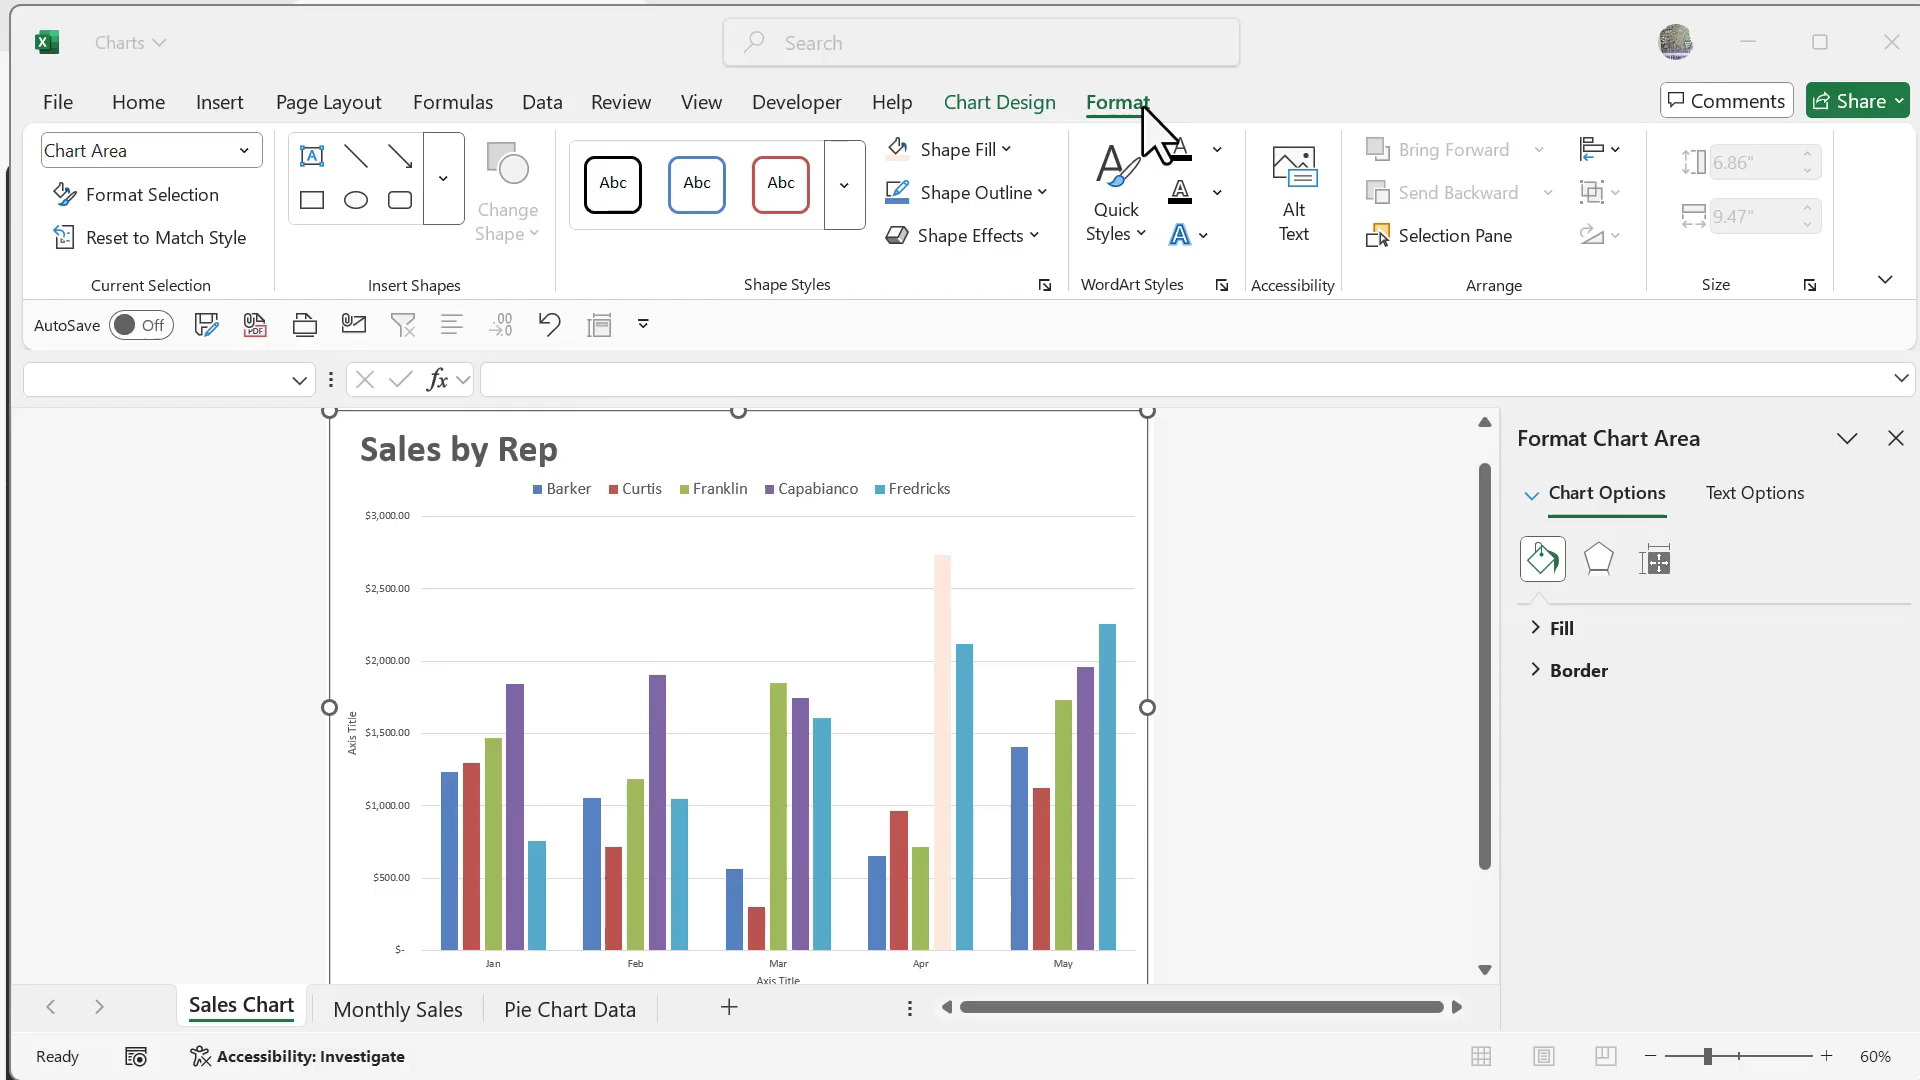 Charts
Search
File Home Insert Page Layout Formulas Data Review View Developer Help Chart Design Format
Comments Share
Chart Area
Format Selection
Reset to Match Style
Current Selection
Change
Shape
Insert Shapes
Abc Abc Abc
Shape Fill
Shape Outline
Shape Effects
Shape Styles
Quick
Styles
WordArt Styles
Alt
Text
Accessibility
Bring Forward
Send Backward
Selection Pane
Arrange
6.86"
9.47"
Size
AutoSave Off
fx
Sales by Rep
Barker Curtis Franklin Capabianco Fredricks
$3,000.00
$2,500.00
$2,000.00
$1,500.00
$1,000.00
$500.00
$-
Axis Title
Jan Feb Mar Apr May
Axis Title
Format Chart Area
Chart Options Text Options
Fill
Border
Sales Chart Monthly Sales Pie Chart Data
Ready
Accessibility: Investigate
60%